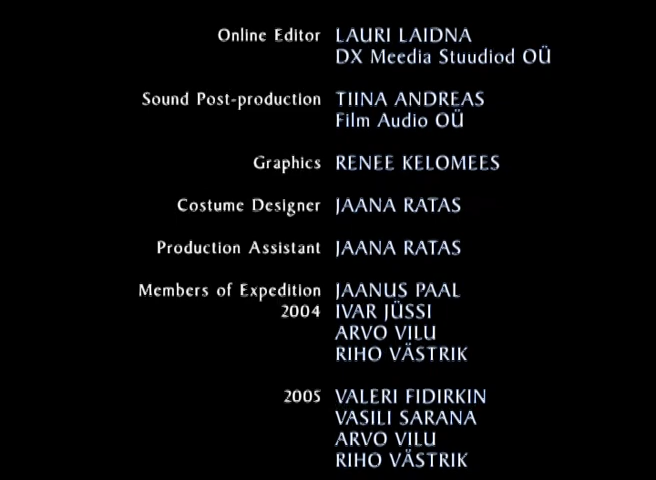 Online Editor LAURI LAIDNA
DX Meedia Stuudiod OÜ
Sound Post-production TIINA ANDREAS
Film Audio OÜ
Graphics RENEE KELOMEES
Costume Designer JAANA RATAS
Production Assistant JAANA RATAS
Members of Expedition JAANUS PAAL
2004 IVAR JÜSSI
ARVO VILU
RIHO VÄSTRIK
2005 VALERI FIDIRKIN
VASILI SARANA
ARVO VILU
RIHO VÄSTRIK